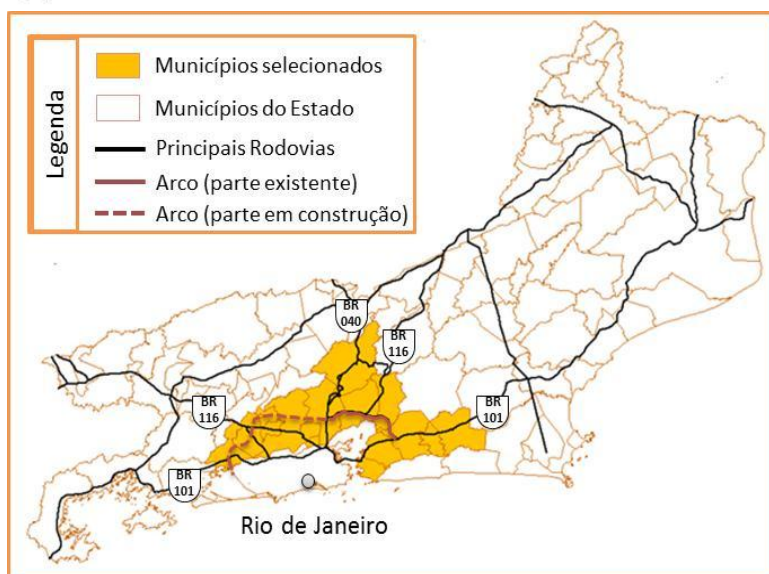 Legenda
Municípios selecionados
Municípios do Estado
Principais Rodovias
Arco (parte existente)
Arco (parte em construção)
BR
040
BR
116
BR
116
BR
101
BR
101
Rio de Janeiro